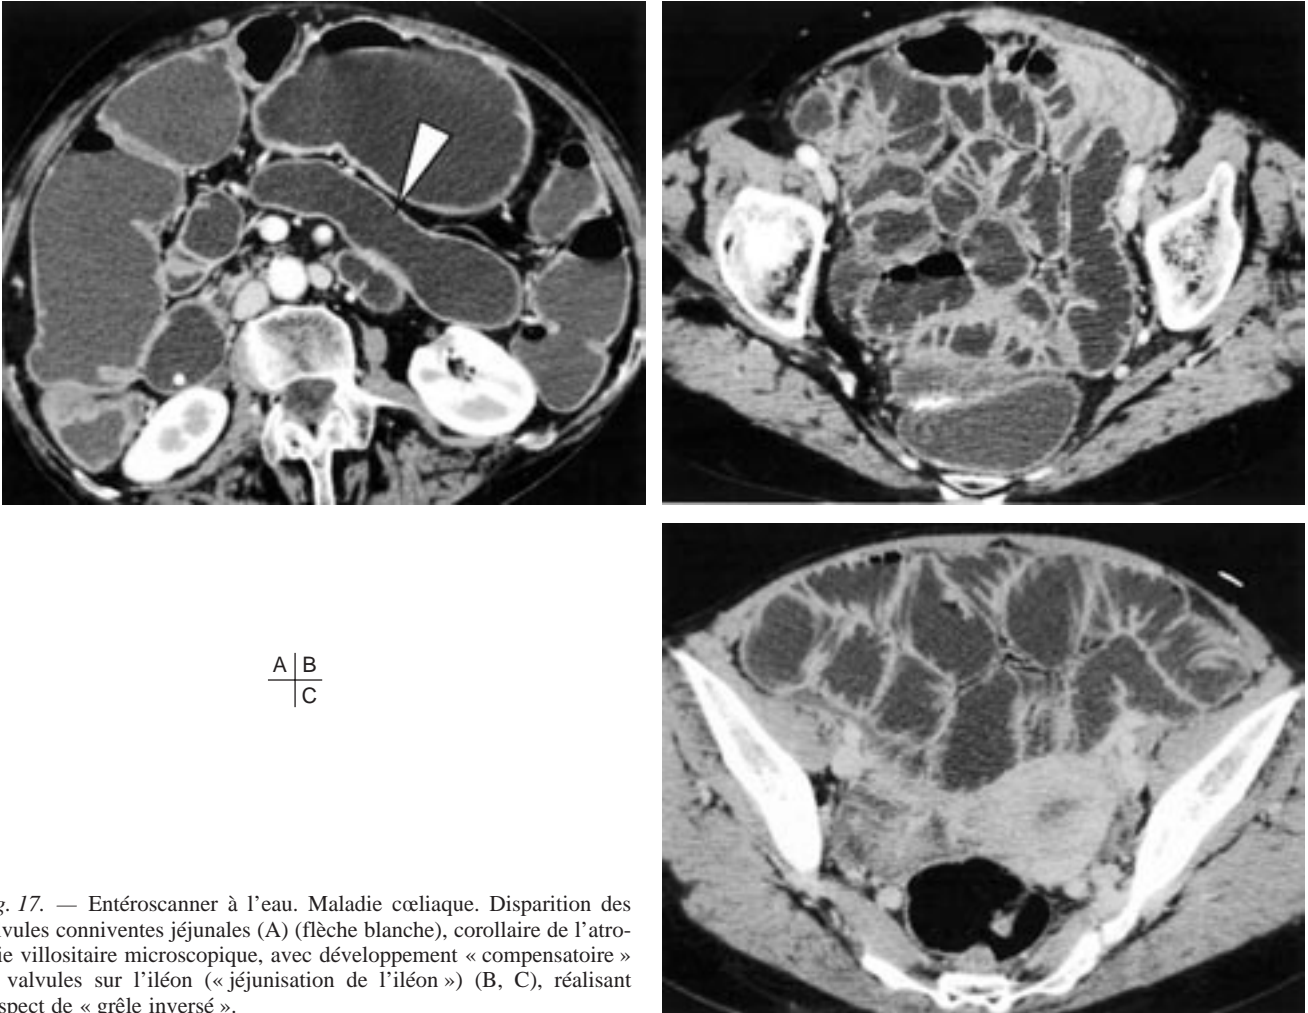 A B
C
g. 17. — Entéroscanner à l'eau. Maladie cœliaque. Disparition des
lvules conniventes jéjunales (A) (flèche blanche), corollaire de l'atro-
ie villositaire microscopique, avec développement « compensatoire »
valvules sur l'iléon (« jéjunisation de l'iléon ») (B, C), réalisant
spect de « grêle inversé ».